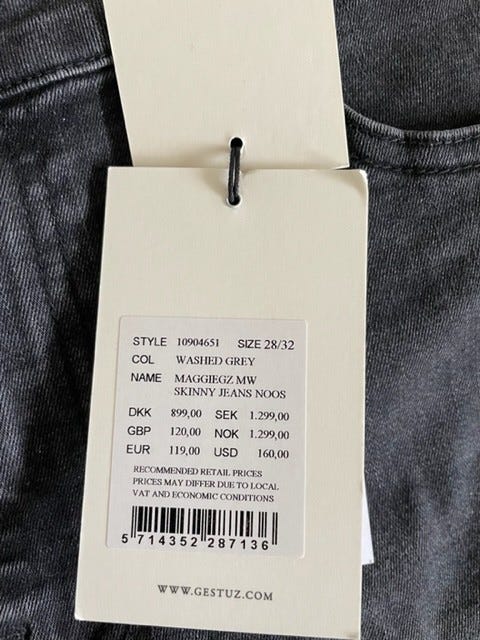 STYLE 10904651 SIZE 28/32
COL WASHED GREY
NAME MAGGIEGZ MW
SKINNY JEANS NOOS
DKK 899,00 SEK 1.299,00
GBP 120,00 NOK 1.299,00
EUR 119,00 USD 160,00
RECOMMENDED RETAIL PRICES
PRICES MAY DIFFER DUE TO LOCAL
VAT AND ECONOMIC CONDITIONS
5 714352 287136
WWW.GESTUZ.COM